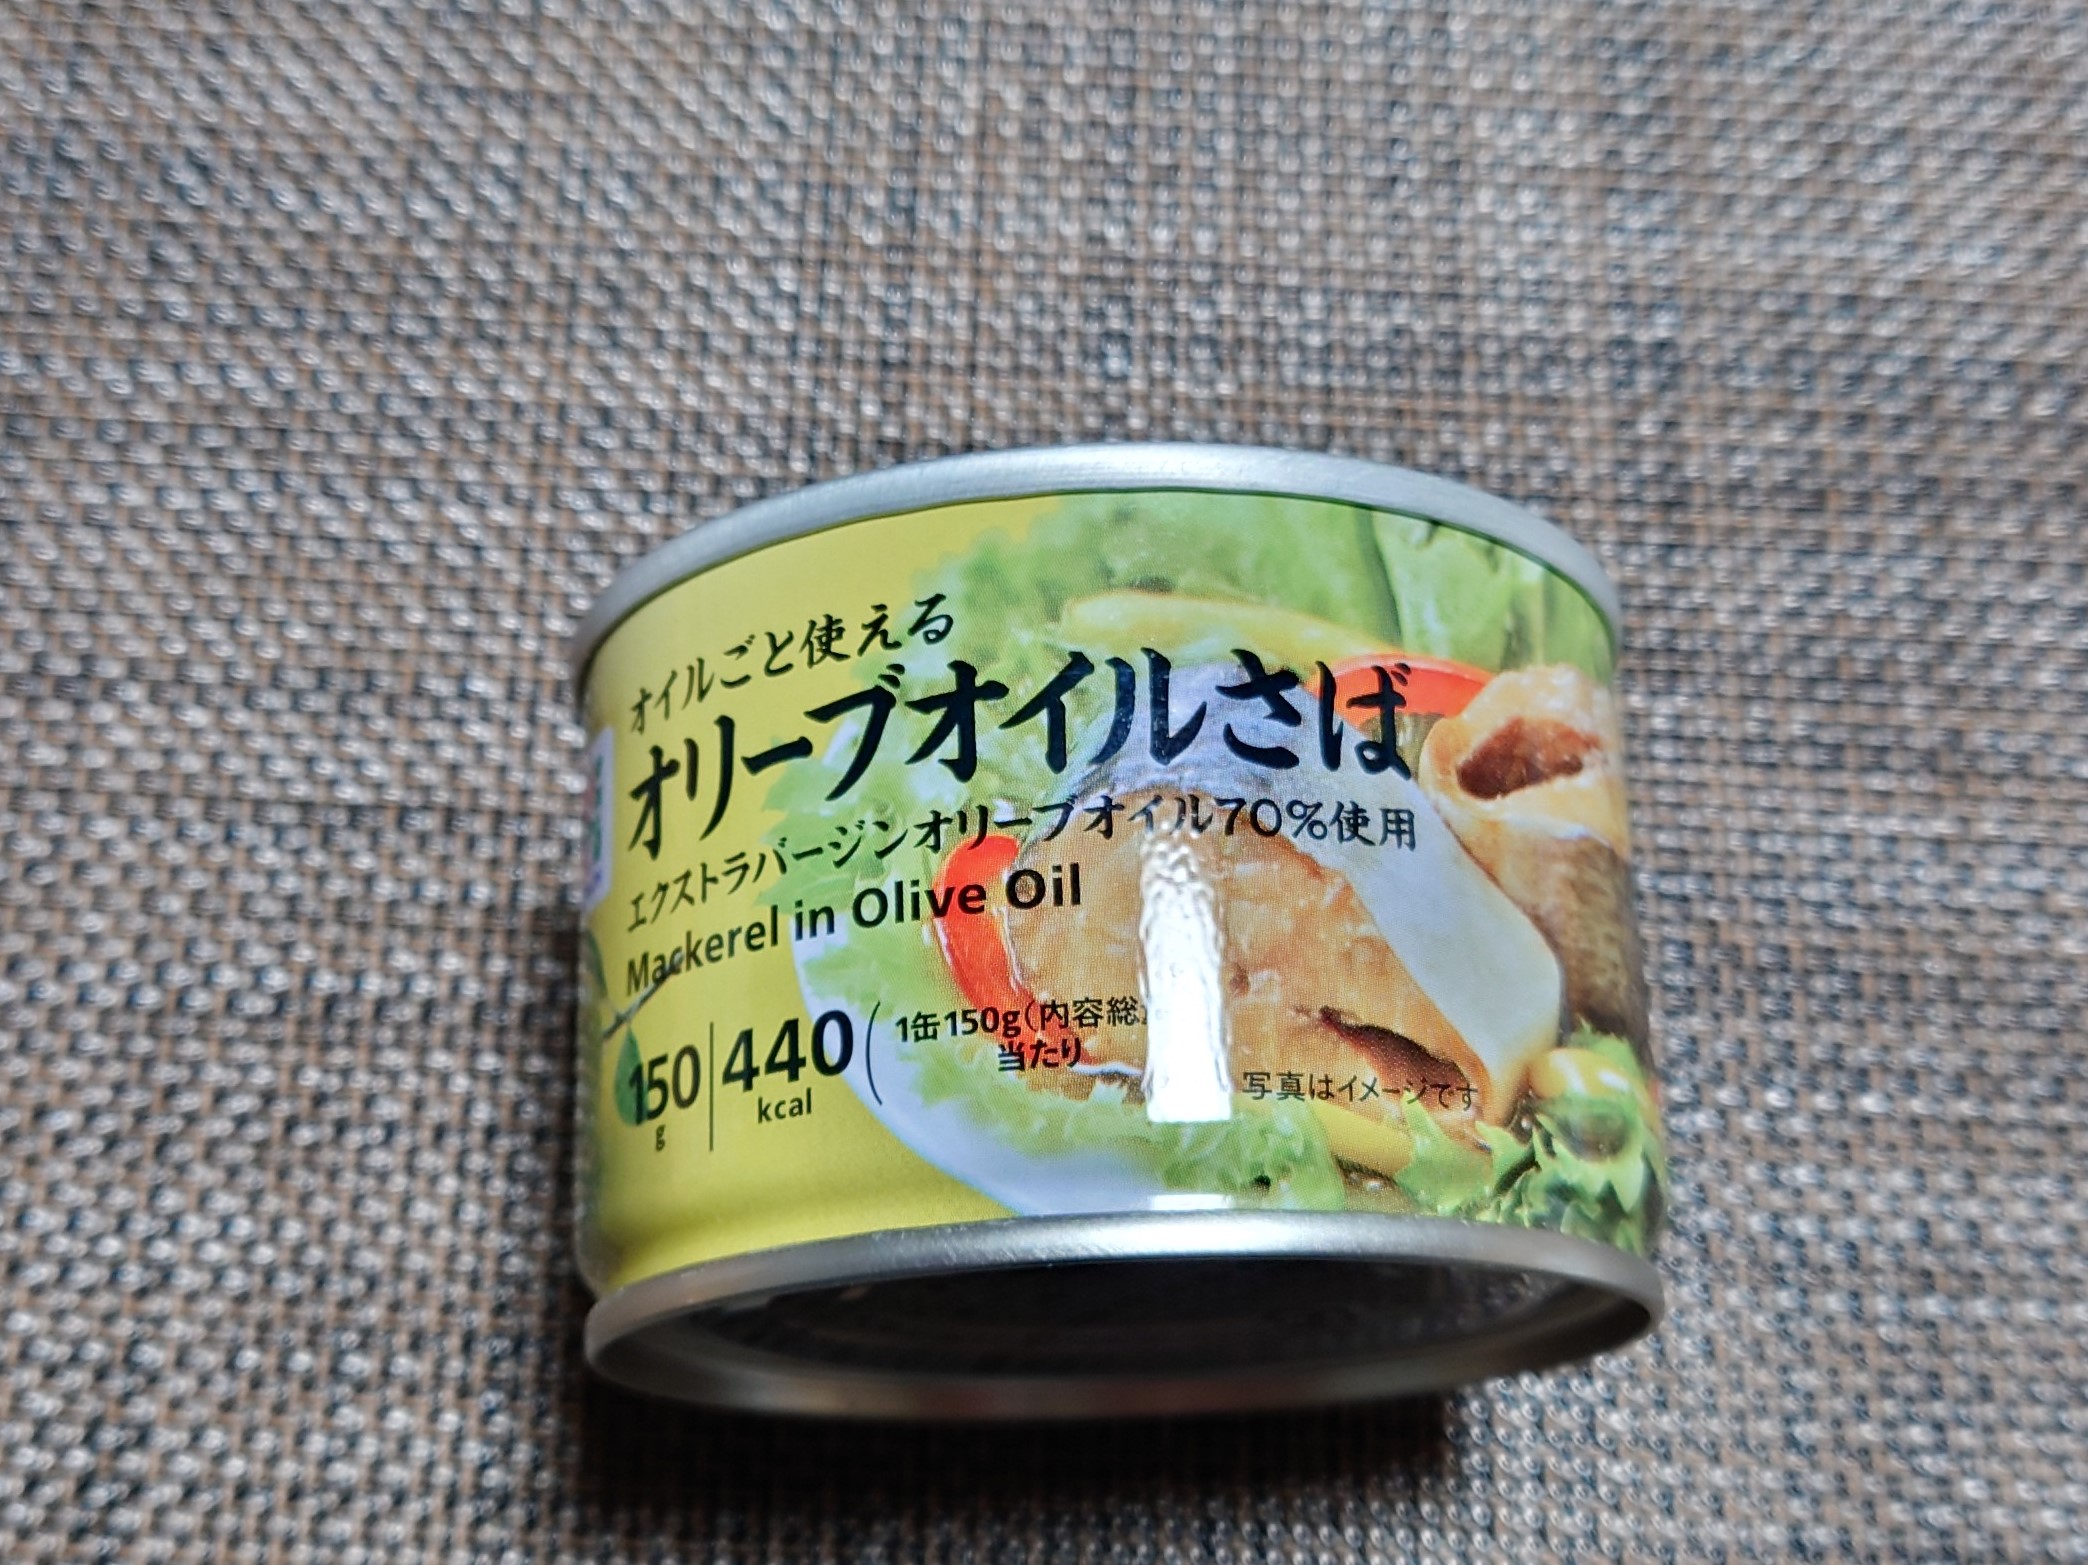 オイルごと使える
オリーブオイルさば
エクストラバージンオリーブオイル70%使用
Mackerel in Olive Oil
150
g
440
kcal
(1缶150g(内容総
当たり
写真はイメージです